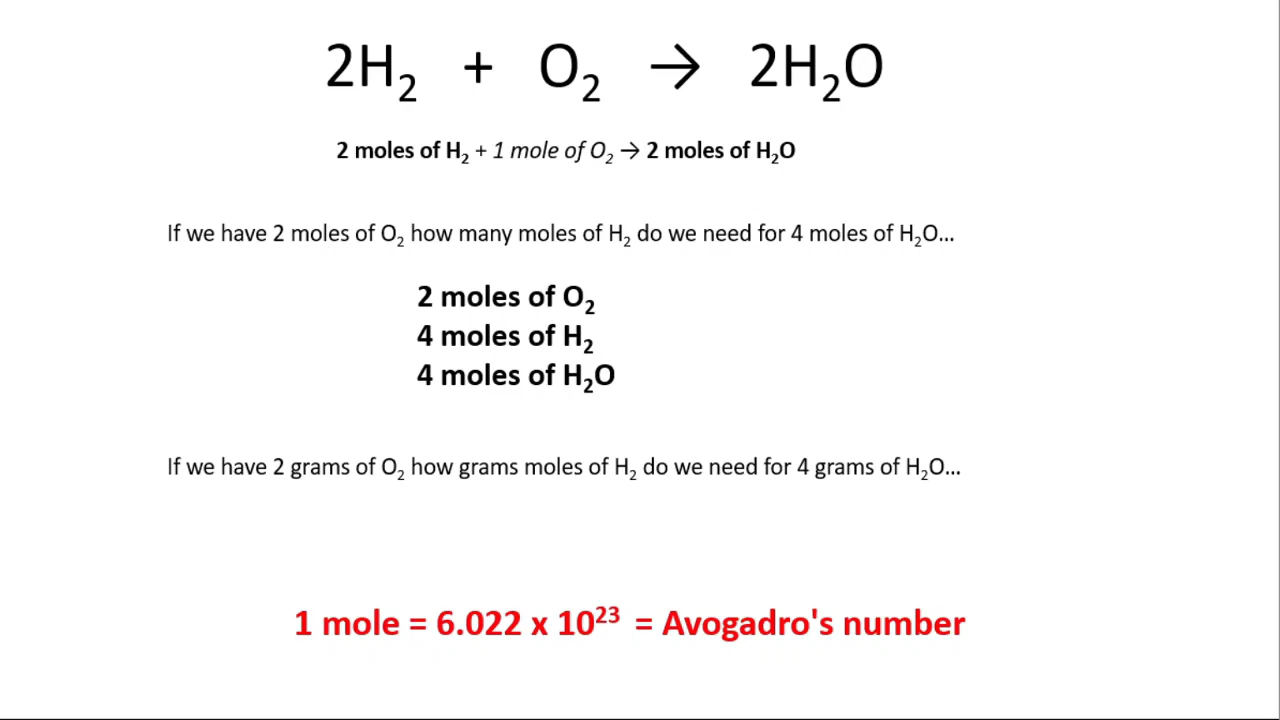 2H₂ + O₂ → 2H₂O
2 moles of H₂ + 1 mole of O₂ → 2 moles of H₂O
If we have 2 moles of O₂ how many moles of H₂ do we need for 4 moles of H₂O...
2 moles of O₂
4 moles of H₂
4 moles of H₂O
If we have 2 grams of O₂ how grams moles of H₂ do we need for 4 grams of H₂O...
1 mole = 6.022 x 10²³ = Avogadro's number